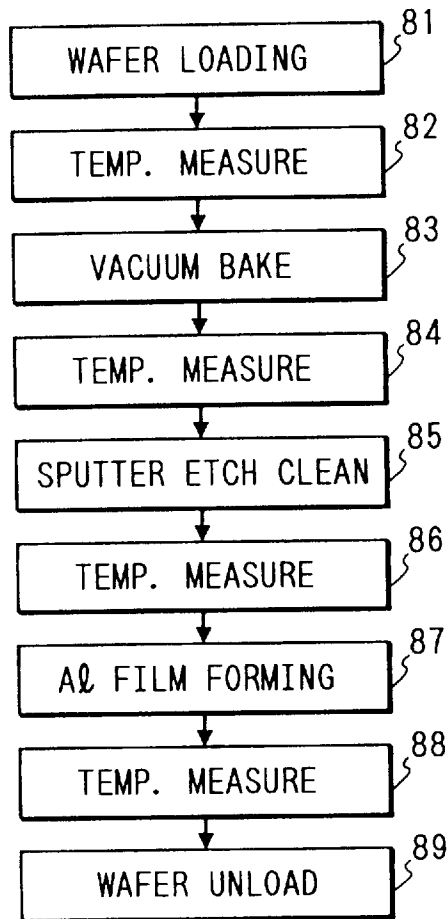 81
WAFER LOADING
82
TEMP. MEASURE
83
VACUUM BAKE
84
TEMP. MEASURE
85
SPUTTER ETCH CLEAN
86
TEMP. MEASURE
87
Aℓ FILM FORMING
88
TEMP. MEASURE
89
WAFER UNLOAD